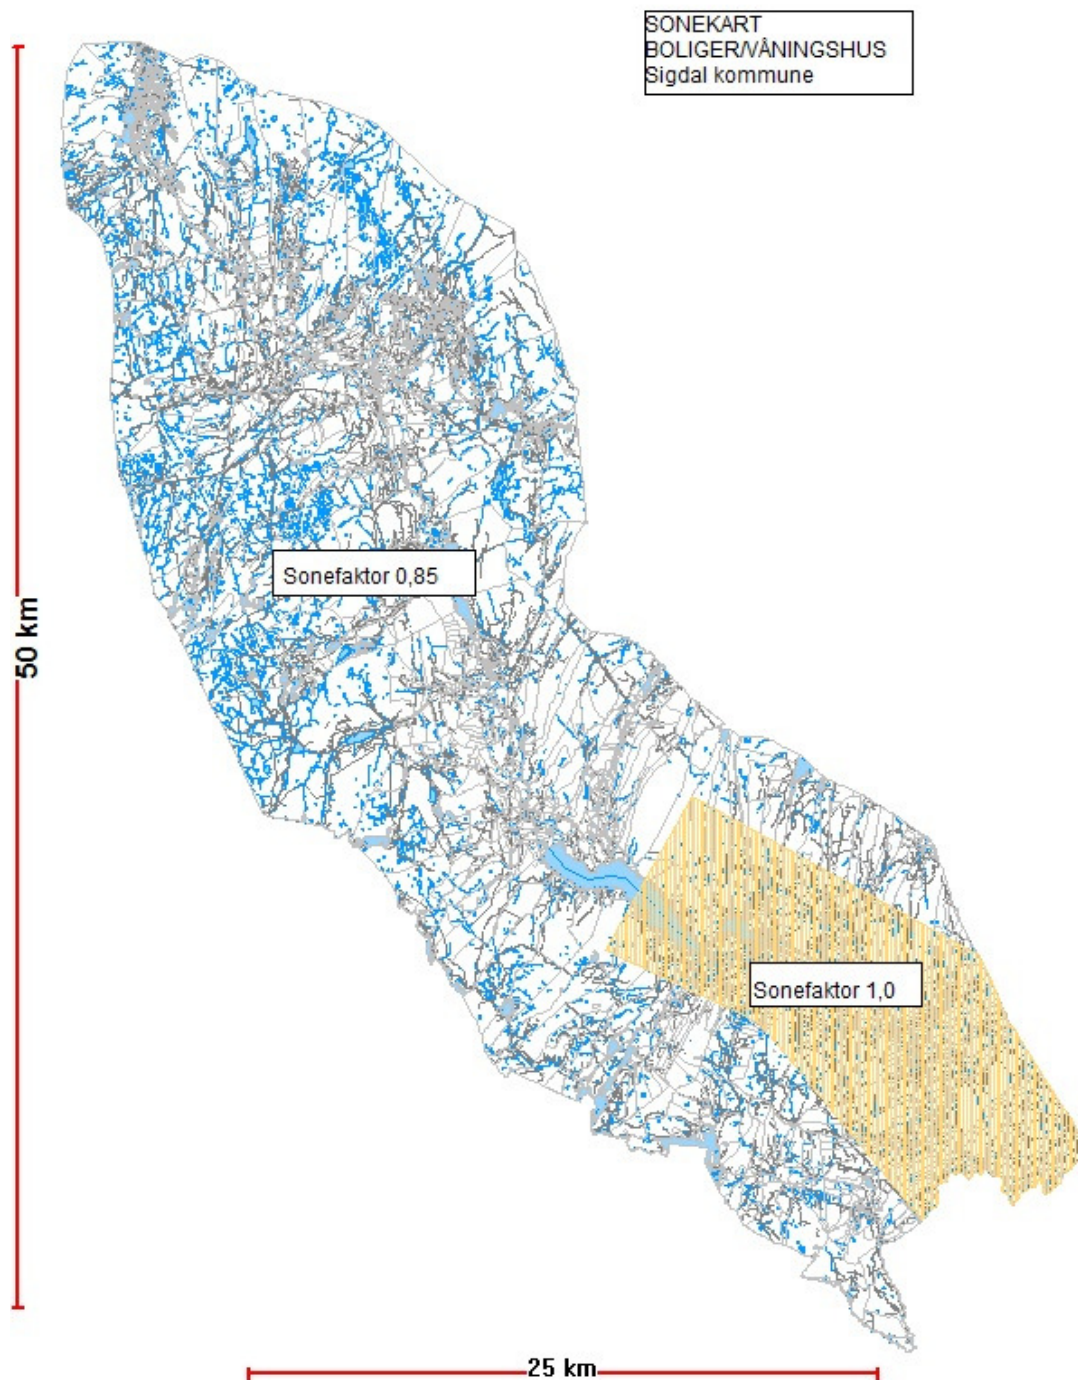 SONEKART
BOLIGER/VÅNINGSHUS
Sigdal kommune
Sonefaktor 0,85
50 km
Sonefaktor 1,0
25 km